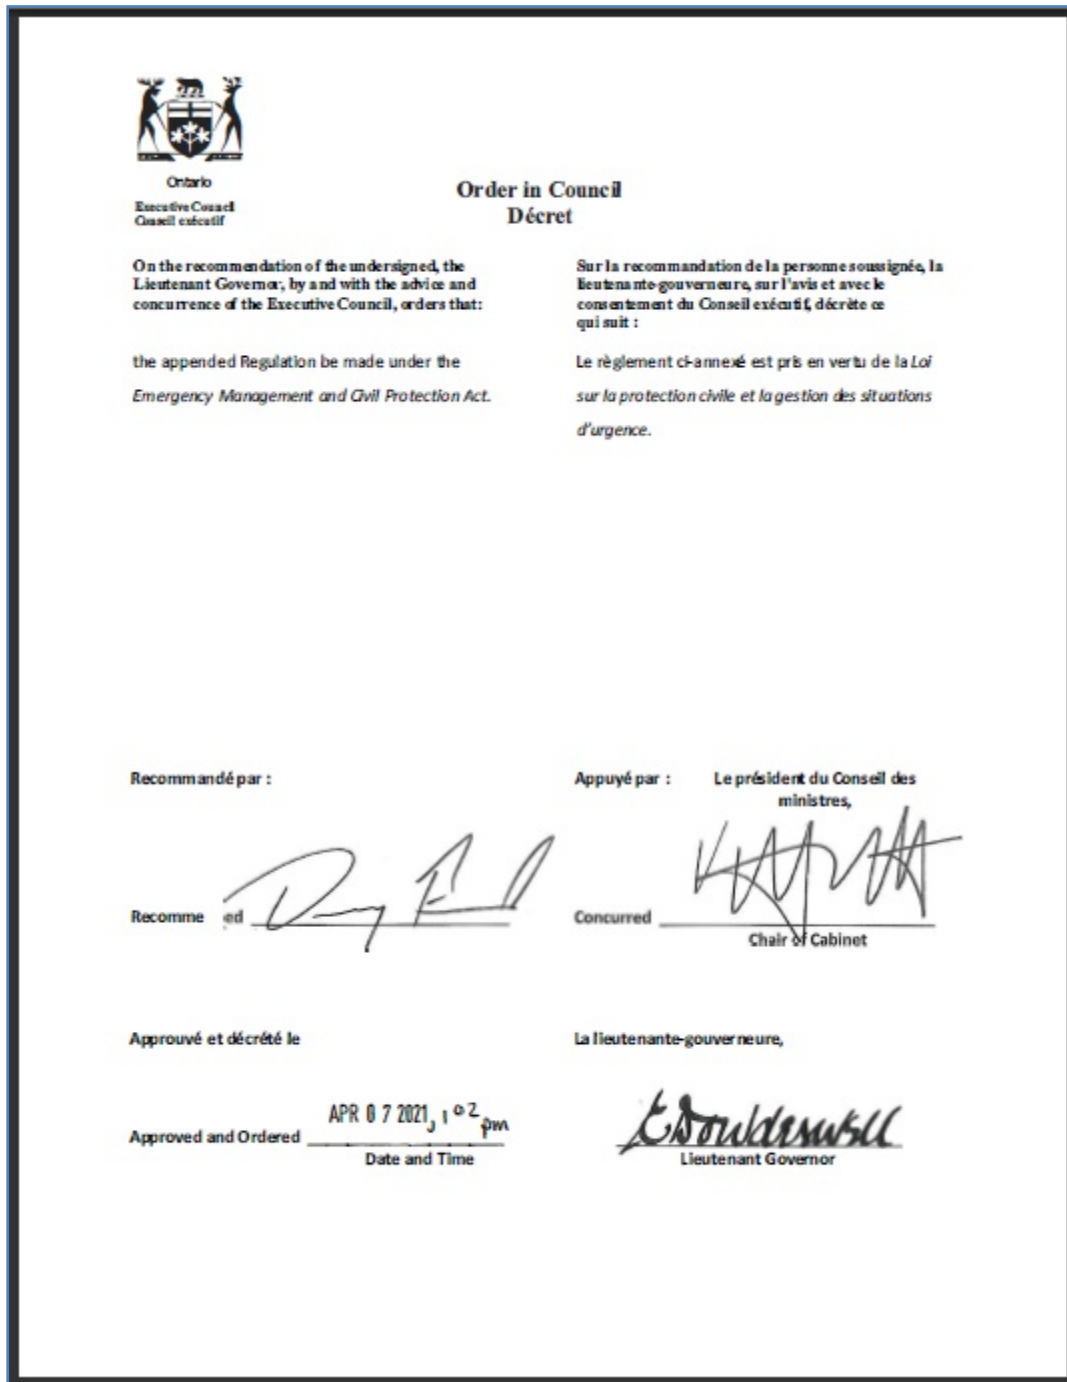 Ontario
Executive Council
Conseil exécutif
Order in Council
Décret
On the recommendation of the undersigned, the
Lieutenant Governor, by and with the advice and
concurrence of the Executive Council, orders that:
the appended Regulation be made under the
Emergency Management and Civil Protection Act.
Sur la recommandation de la personne soussignée, la
lieutenante-gouverneure, sur l'avis et avec le
consentement du Conseil exécutif, décrète ce
qui suit :
Le règlement ci-annexé est pris en vertu de la Loi
sur la protection civile et la gestion des situations
d'urgence.
Recommandé par :
Appuyé par : Le président du Conseil des
ministres,
Recomme ed
Concurred
Chair of Cabinet
Approuvé et décrété le
La lieutenante-gouverneure,
Approved and Ordered APR 07 2021, 102 pm
Date and Time
EDowdeswell
Lieutenant Governor